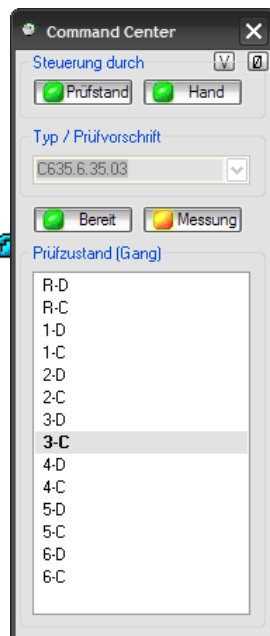 Command Center
Steuerung durch V Ø
Prüfstand Hand
Typ / Prüfvorschrift
C635.6.35.03
Bereit Messung
Prüfzustand (Gang)
R-D
R-C
1-D
1-C
2-D
2-C
3-D
3-C
4-D
4-C
5-D
5-C
6-D
6-C